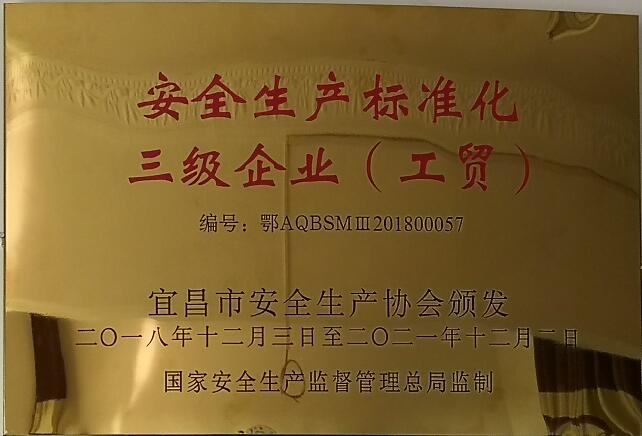 安全生产标准化
三级企业（工贸）
编号：鄂AQBSMⅢ201800057
宜昌市安全生产协会颁发
二〇一八年十二月三日至二〇二一年十二月二日
国家安全生产监督管理总局监制